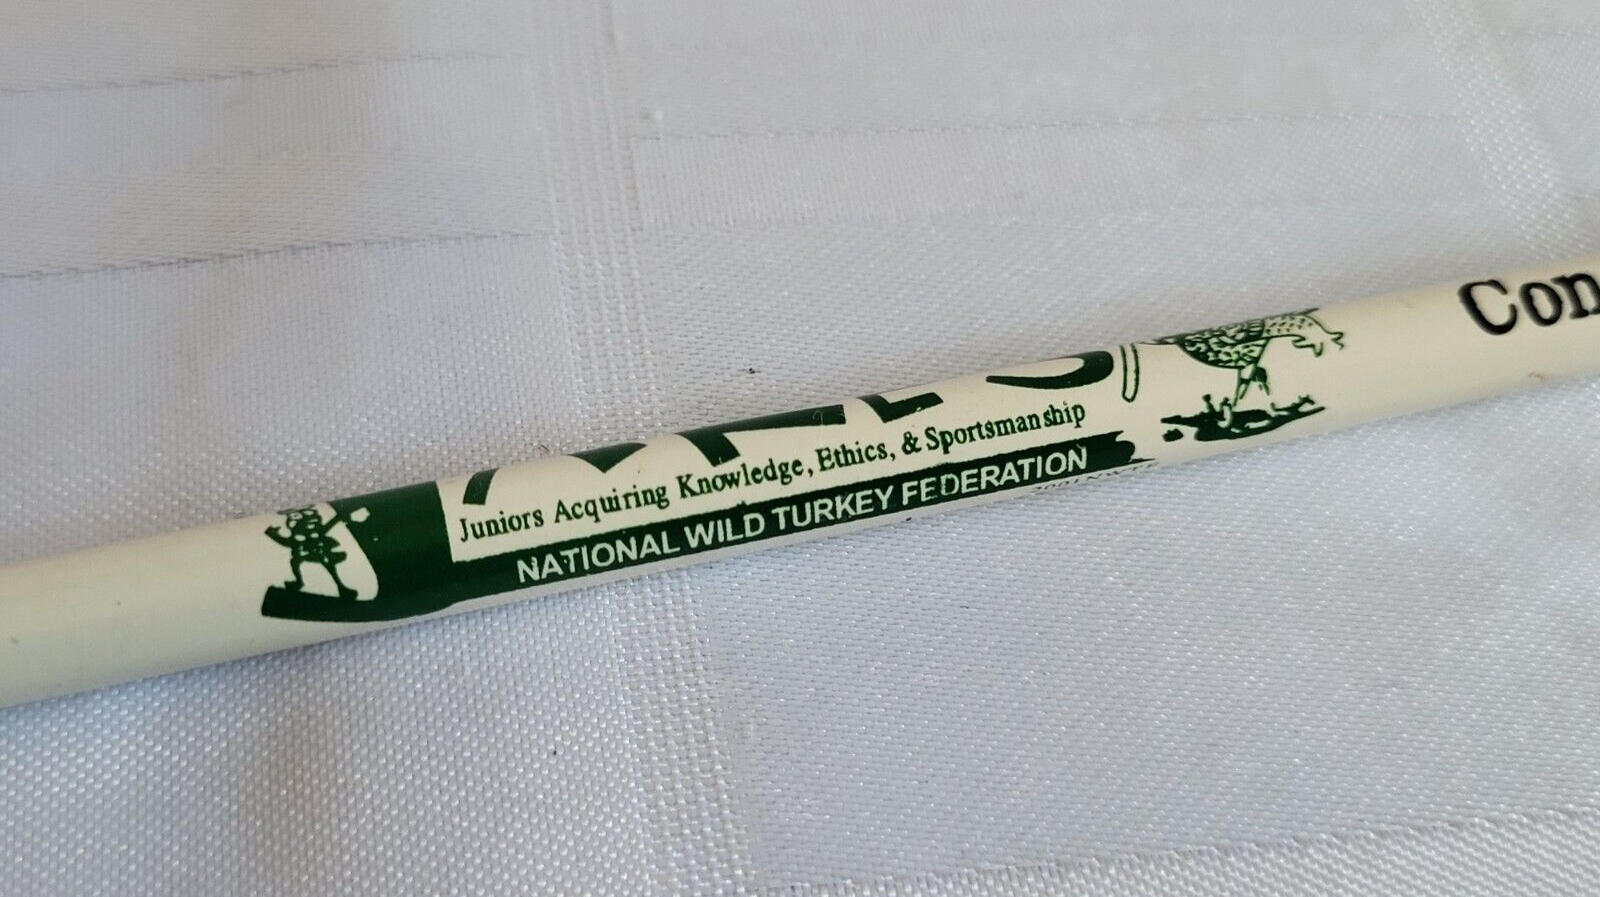 Juniors Acquiring Knowledge, Ethics, & Sportsmanship
NATIONAL WILD TURKEY FEDERATION
Con